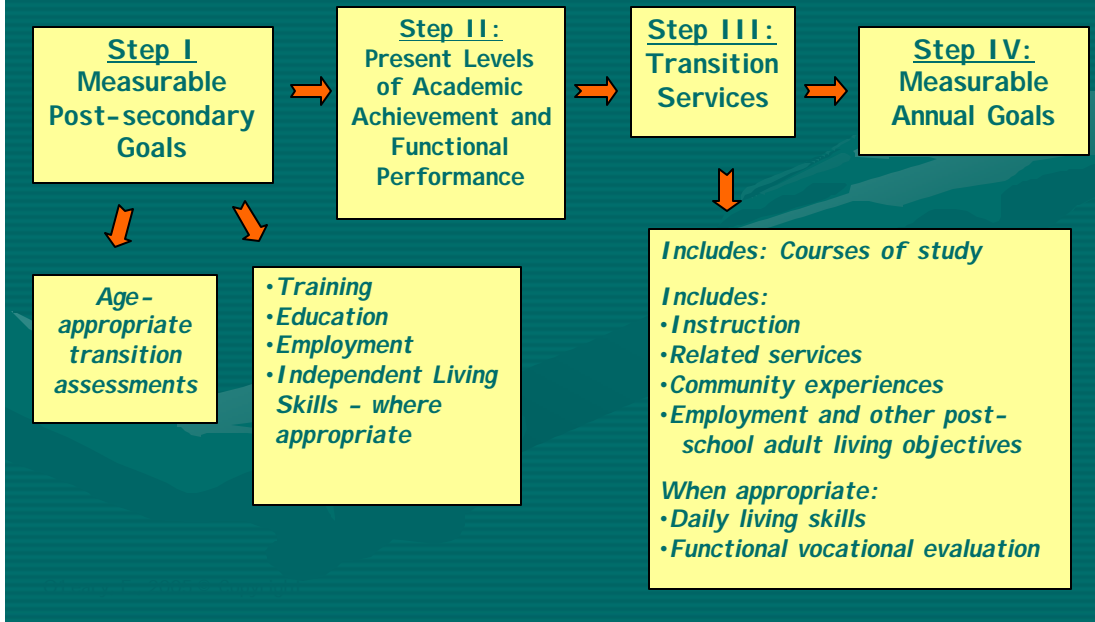 Step I
Measurable
Post-secondary
Goals
Step II:
Present Levels
of Academic
Achievement and
Functional
Performance
Step III:
Transition
Services
Step IV:
Measurable
Annual Goals
Age-
appropriate
transition
assessments
•Training
•Education
•Employment
•Independent Living
Skills – where
appropriate
Includes: Courses of study
Includes:
•Instruction
•Related services
•Community experiences
•Employment and other post-
school adult living objectives
When appropriate:
•Daily living skills
•Functional vocational evaluation